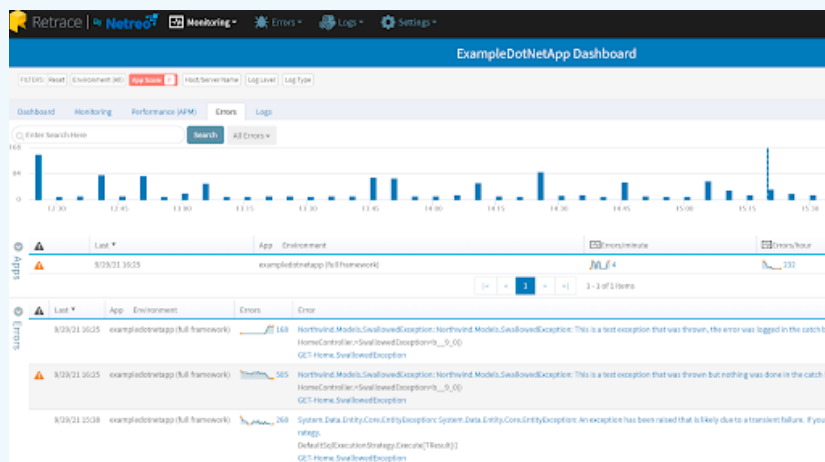 Retrace | By Netreo Monitoring Errors Logs Settings
ExampleDotNetApp Dashboard
FILTERS: Reset Environment (All) App Score F Host/Server Name Log Level Log Type
Dashboard Monitoring Performance (APM) Errors Logs
Enter Search Here Search All Errors
168
84
0
12:30 12:45 13:00 13:15 13:30 13:45 14:00 14:15 14:30 14:45 15:00 15:15 15:30
Apps
Last App Environment Errors/minute Errors/hour
9/29/21 16:25 exampledotnetapp (full framework) 4 232
1 1 - 1 of 1 items
Errors
Last App Environment Errors Error
9/29/21 16:25 exampledotnetapp (full framework) 168 Northwind.Models.SwallowedException: Northwind.Models.SwallowedException: This is a test exception that was thrown, the error was logged in the catch b
HomeController.<SwallowedException>b__9_0()
GET-Home.SwallowedException
9/29/21 16:25 exampledotnetapp (full framework) 585 Northwind.Models.SwallowedException: Northwind.Models.SwallowedException: This is a test exception that was thrown but nothing was done in the catch
HomeController.<SwallowedException>b__9_0()
GET-Home.SwallowedException
9/29/21 15:38 exampledotnetapp (full framework) 260 System.Data.Entity.Core.EntityException: System.Data.Entity.Core.EntityException: An exception has been raised that is likely due to a transient failure. If you
rategy.
DefaultSqlExecutionStrategy.Execute[TResult]()
GET-Home.SwallowedException